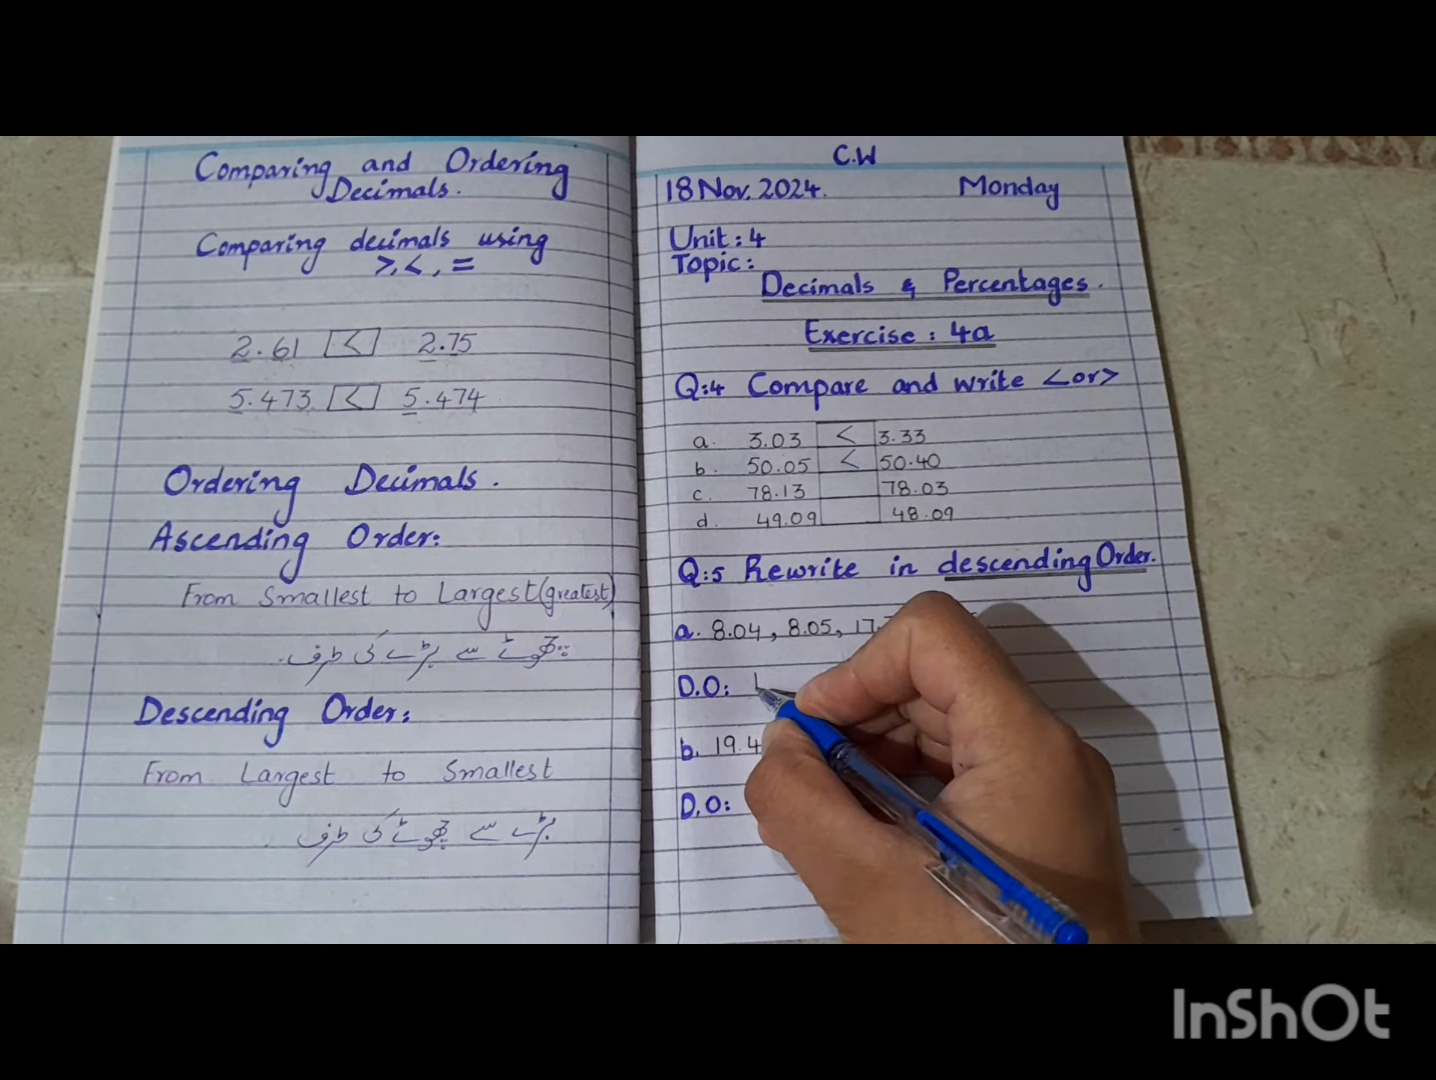 Comparing and Ordering
Decimals.
Comparing decimals using
>, <, =
2.61 < 2.75
5.473 < 5.474
Ordering Decimals.
Ascending Order:
From Smallest to Largest (greatest)
چھوٹے سے بڑے کی طرف۔
Descending Order:
From Largest to Smallest
بڑے سے چھوٹے کی طرف
C.W
18 Nov. 2024. Monday
Unit: 4
Topic:
Decimals & Percentages.
Exercise: 4a
Q:4 Compare and write < or >
a. 3.03 < 3.33
b. 50.05 < 50.40
c. 78.13 78.03
d. 49.09 48.09
Q:5 Rewrite in descending Order.
a. 8.04, 8.05, 17.
D.O:
b. 19.4
D.O:
InShOt